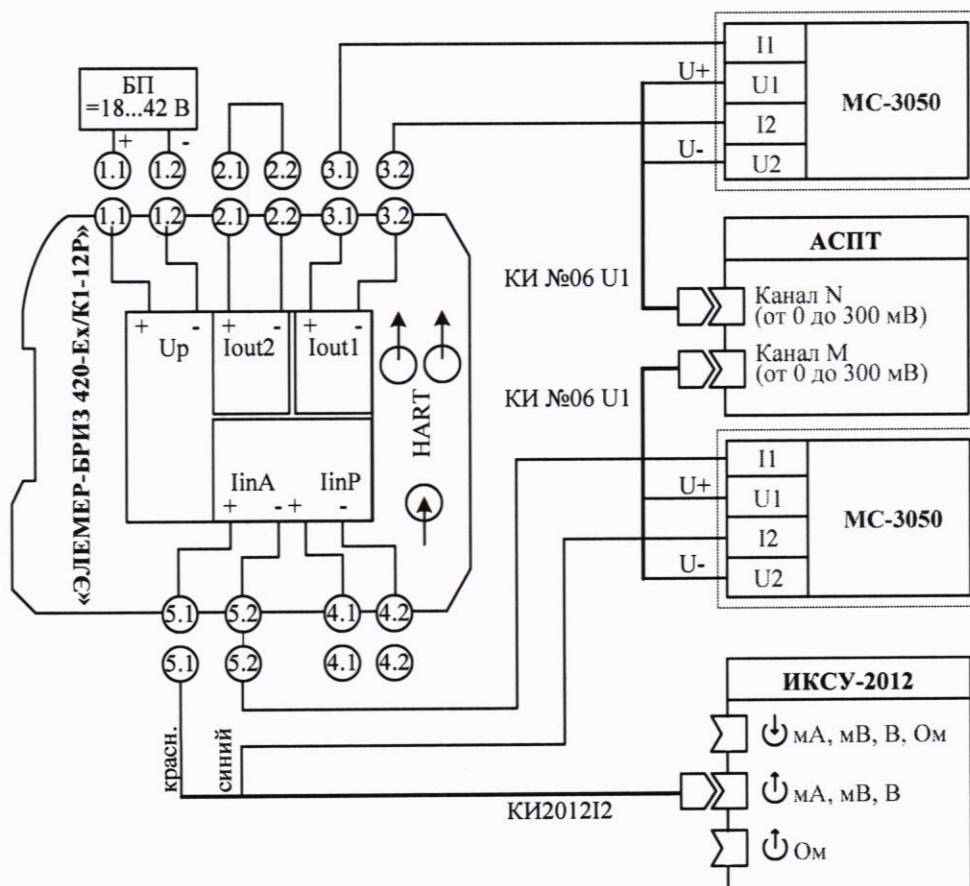 БП
=18...42 В
+ -
1.1 1.2 2.1 2.2 3.1 3.2
1.1 1.2 2.1 2.2 3.1 3.2
«ЭЛЕМЕР-БРИЗ 420-Ex/К1-12Р»
+ - + - + -
Up Iout2 Iout1
HART
IinA IinP
+ - + -
5.1 5.2 4.1 4.2
5.1 5.2 4.1 4.2
красн.
синий
КИ2012I2
U+
U-
I1
U1
I2
U2
МС-3050
АСПТ
КИ №06 U1
Канал N
(от 0 до 300 мВ)
Канал М
(от 0 до 300 мВ)
КИ №06 U1
U+
U-
I1
U1
I2
U2
МС-3050
ИКСУ-2012
мА, мВ, В, Ом
мА, мВ, В
Ом